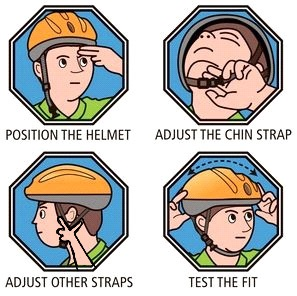 POSITION THE HELMET
ADJUST THE CHIN STRAP
ADJUST OTHER STRAPS
TEST THE FIT